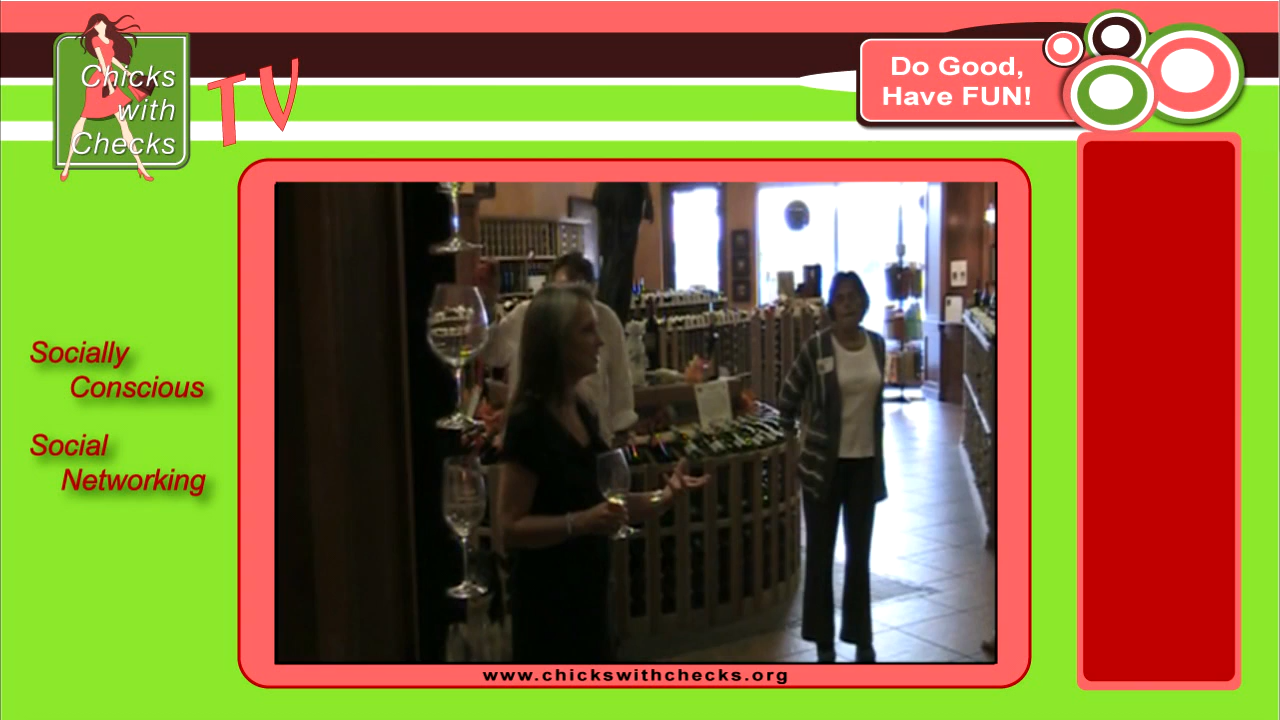 Chicks
with
Checks
TV
Do Good,
Have FUN!
Socially
Conscious
Social
Networking
www.chickswithchecks.org